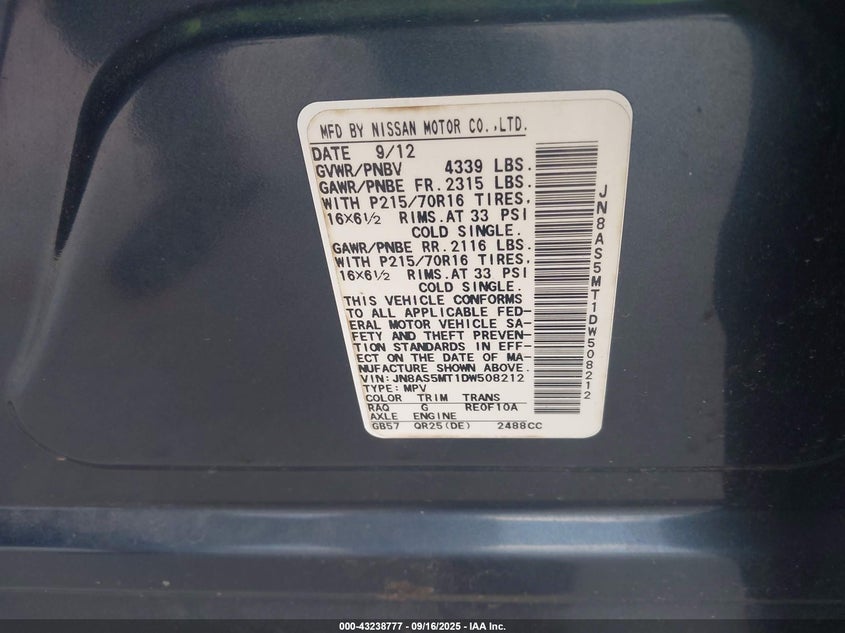 MFD BY NISSAN MOTOR CO.,LTD.
DATE 9/12
GVWR/PNBV 4339 LBS.
GAWR/PNBE FR. 2315 LBS.
WITH P215/70R16 TIRES,
16X6½ RIMS. AT 33 PSI
COLD SINGLE.
GAWR/PNBE RR. 2116 LBS.
WITH P215/70R16 TIRES,
16X6½ RIMS. AT 33 PSI
COLD SINGLE.
THIS VEHICLE CONFORMS
TO ALL APPLICABLE FED-
ERAL MOTOR VEHICLE SA-
FETY AND THEFT PREVEN-
TION STANDARDS IN EFF-
ECT ON THE DATE OF MA-
NUFACTURE SHOWN ABOVE.
VIN: JN8AS5MT1DW508212
TYPE: MPV
COLOR TRIM TRANS
RAQ G RE0F10A
AXLE ENGINE
GB57 QR25(DE) 2488CC
JN8AS5MT1DW508212
000-43238777 - 09/16/2025 - IAA Inc.